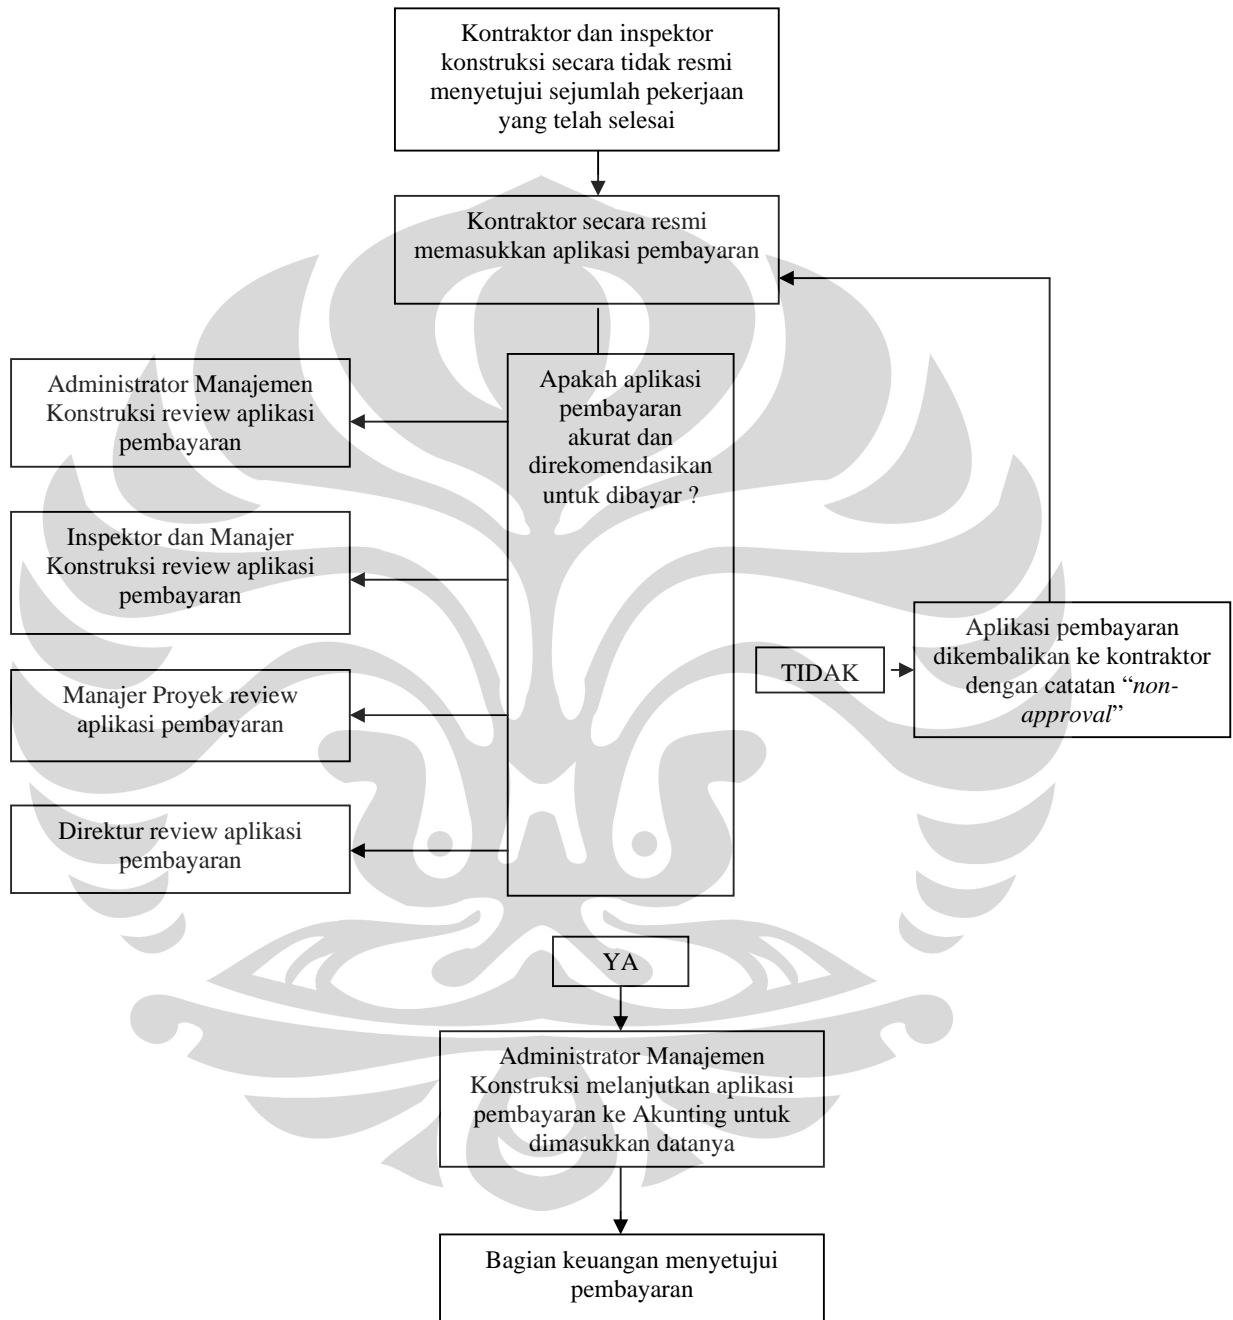 Kontraktor dan inspektor
konstruksi secara tidak resmi
menyetujui sejumlah pekerjaan
yang telah selesai
Kontraktor secara resmi
memasukkan aplikasi pembayaran
Administrator Manajemen
Konstruksi review aplikasi
pembayaran
Apakah aplikasi
pembayaran
akurat dan
direkomendasikan
untuk dibayar ?
Inspektor dan Manajer
Konstruksi review aplikasi
pembayaran
Manajer Proyek review
aplikasi pembayaran
Direktur review aplikasi
pembayaran
TIDAK
Aplikasi pembayaran
dikembalikan ke kontraktor
dengan catatan “non-
approval”
YA
Administrator Manajemen
Konstruksi melanjutkan aplikasi
pembayaran ke Akunting untuk
dimasukkan datanya
Bagian keuangan menyetujui
pembayaran